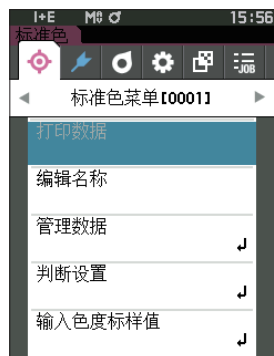 I+E M0 15:56
标准色
-JOB
标准色菜单[0001]
打印数据
编辑名称
管理数据
判断设置
输入色度标样值